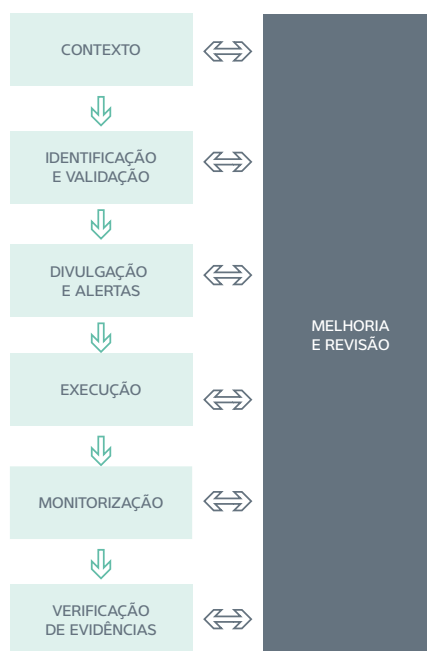 CONTEXTO
IDENTIFICAÇÃO
E VALIDAÇÃO
DIVULGAÇÃO
E ALERTAS
MELHORIA
E REVISÃO
EXECUÇÃO
MONITORIZAÇÃO
VERIFICAÇÃO
DE EVIDÊNCIAS